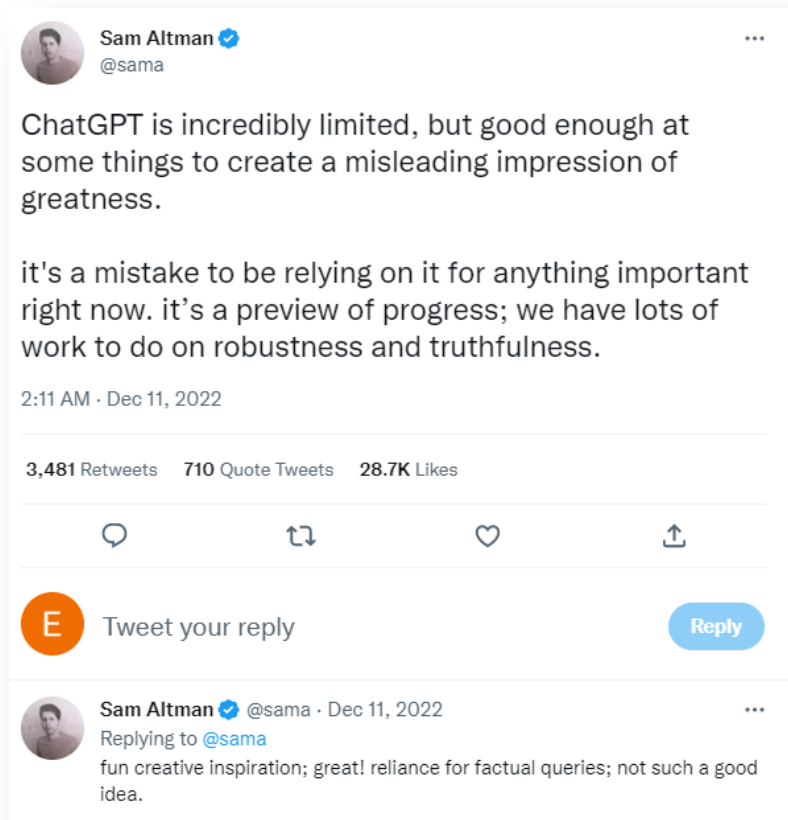 Sam Altman
@sama
ChatGPT is incredibly limited, but good enough at
some things to create a misleading impression of
greatness.
it's a mistake to be relying on it for anything important
right now. it’s a preview of progress; we have lots of
work to do on robustness and truthfulness.
2:11 AM · Dec 11, 2022
3,481 Retweets 710 Quote Tweets 28.7K Likes
E
Tweet your reply
Reply
Sam Altman @sama · Dec 11, 2022
Replying to @sama
fun creative inspiration; great! reliance for factual queries; not such a good
idea.